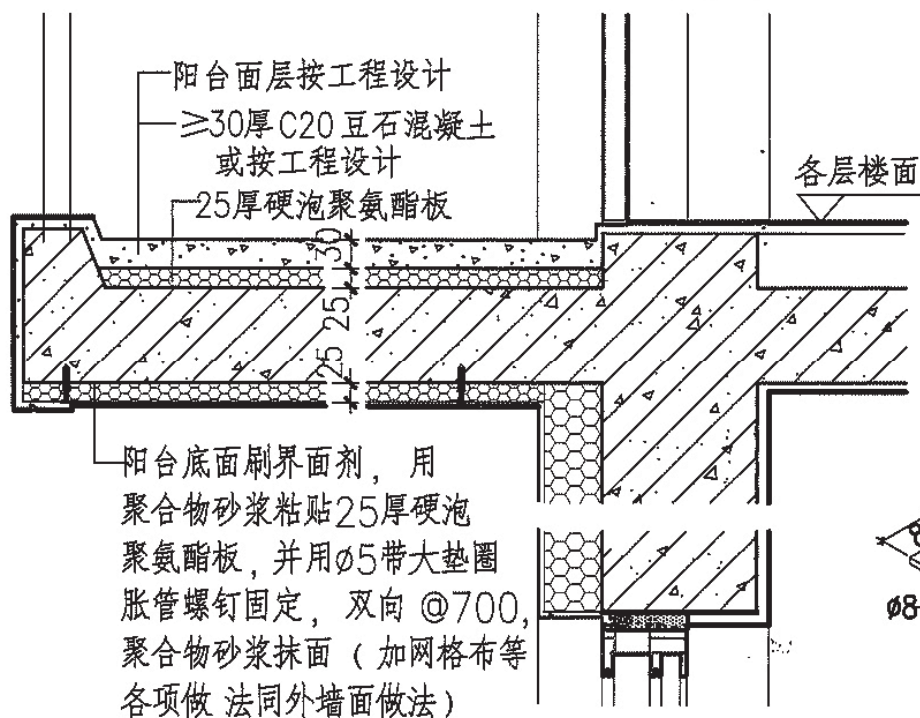 阳台面层按工程设计
≥30厚C20豆石混凝土
或按工程设计
25厚硬泡聚氨酯板
各层楼面
30
25
25
阳台底面刷界面剂，用
聚合物砂浆粘贴25厚硬泡
聚氨酯板，并用ø5带大垫圈
胀管螺钉固定，双向 @700，
聚合物砂浆抹面（加网格布等
各项做 法同外墙面做法）
ø8